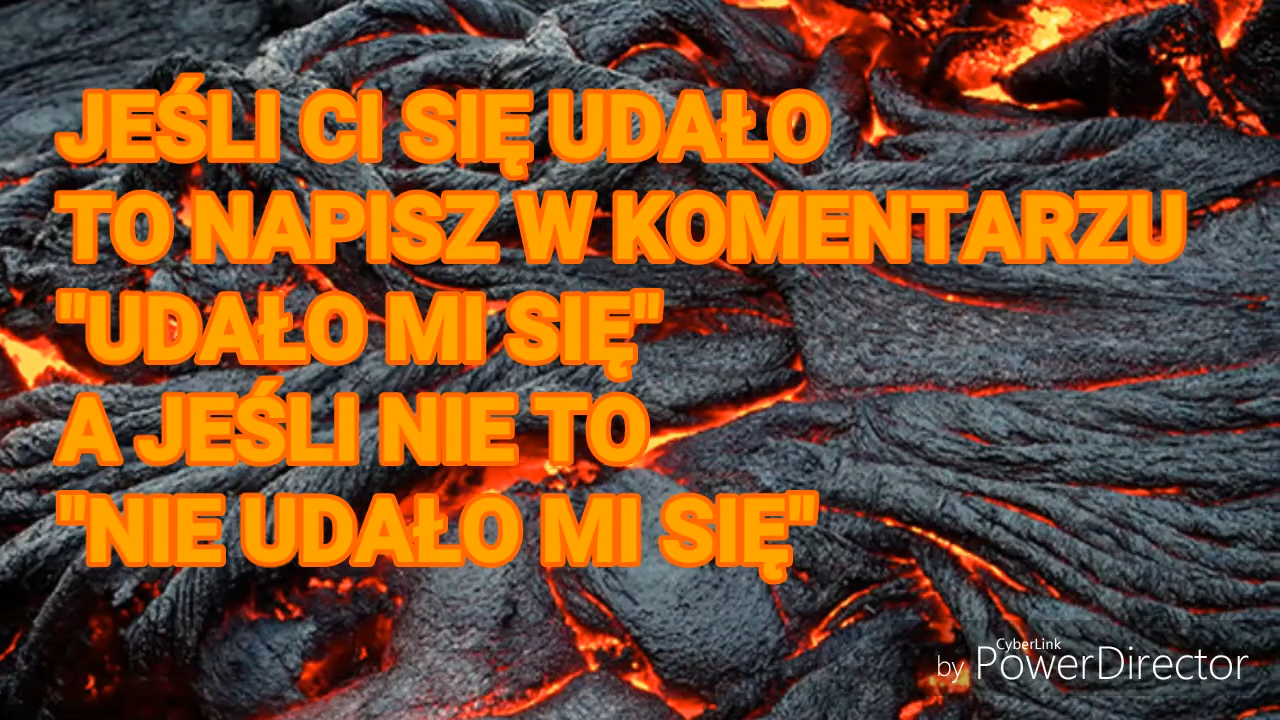 JEŚLI CI SIĘ UDAŁO
TO NAPISZ W KOMENTARZU
"UDAŁO MI SIĘ"
A JEŚLI NIE TO
"NIE UDAŁO MI SIĘ"
CyberLink
by PowerDirector